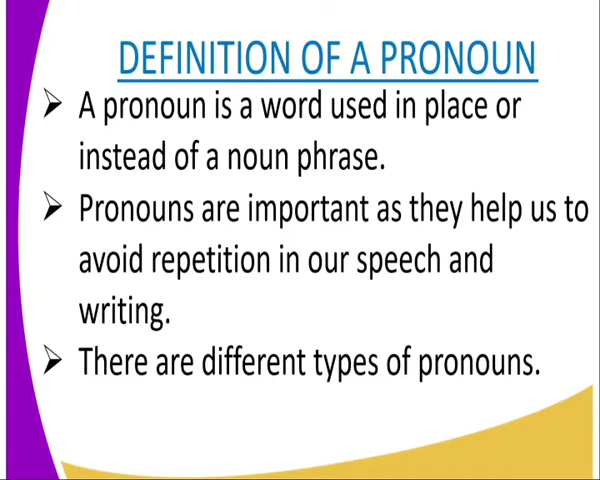 DEFINITION OF A PRONOUN
➢ A pronoun is a word used in place or
instead of a noun phrase.
➢ Pronouns are important as they help us to
avoid repetition in our speech and
writing.
➢ There are different types of pronouns.